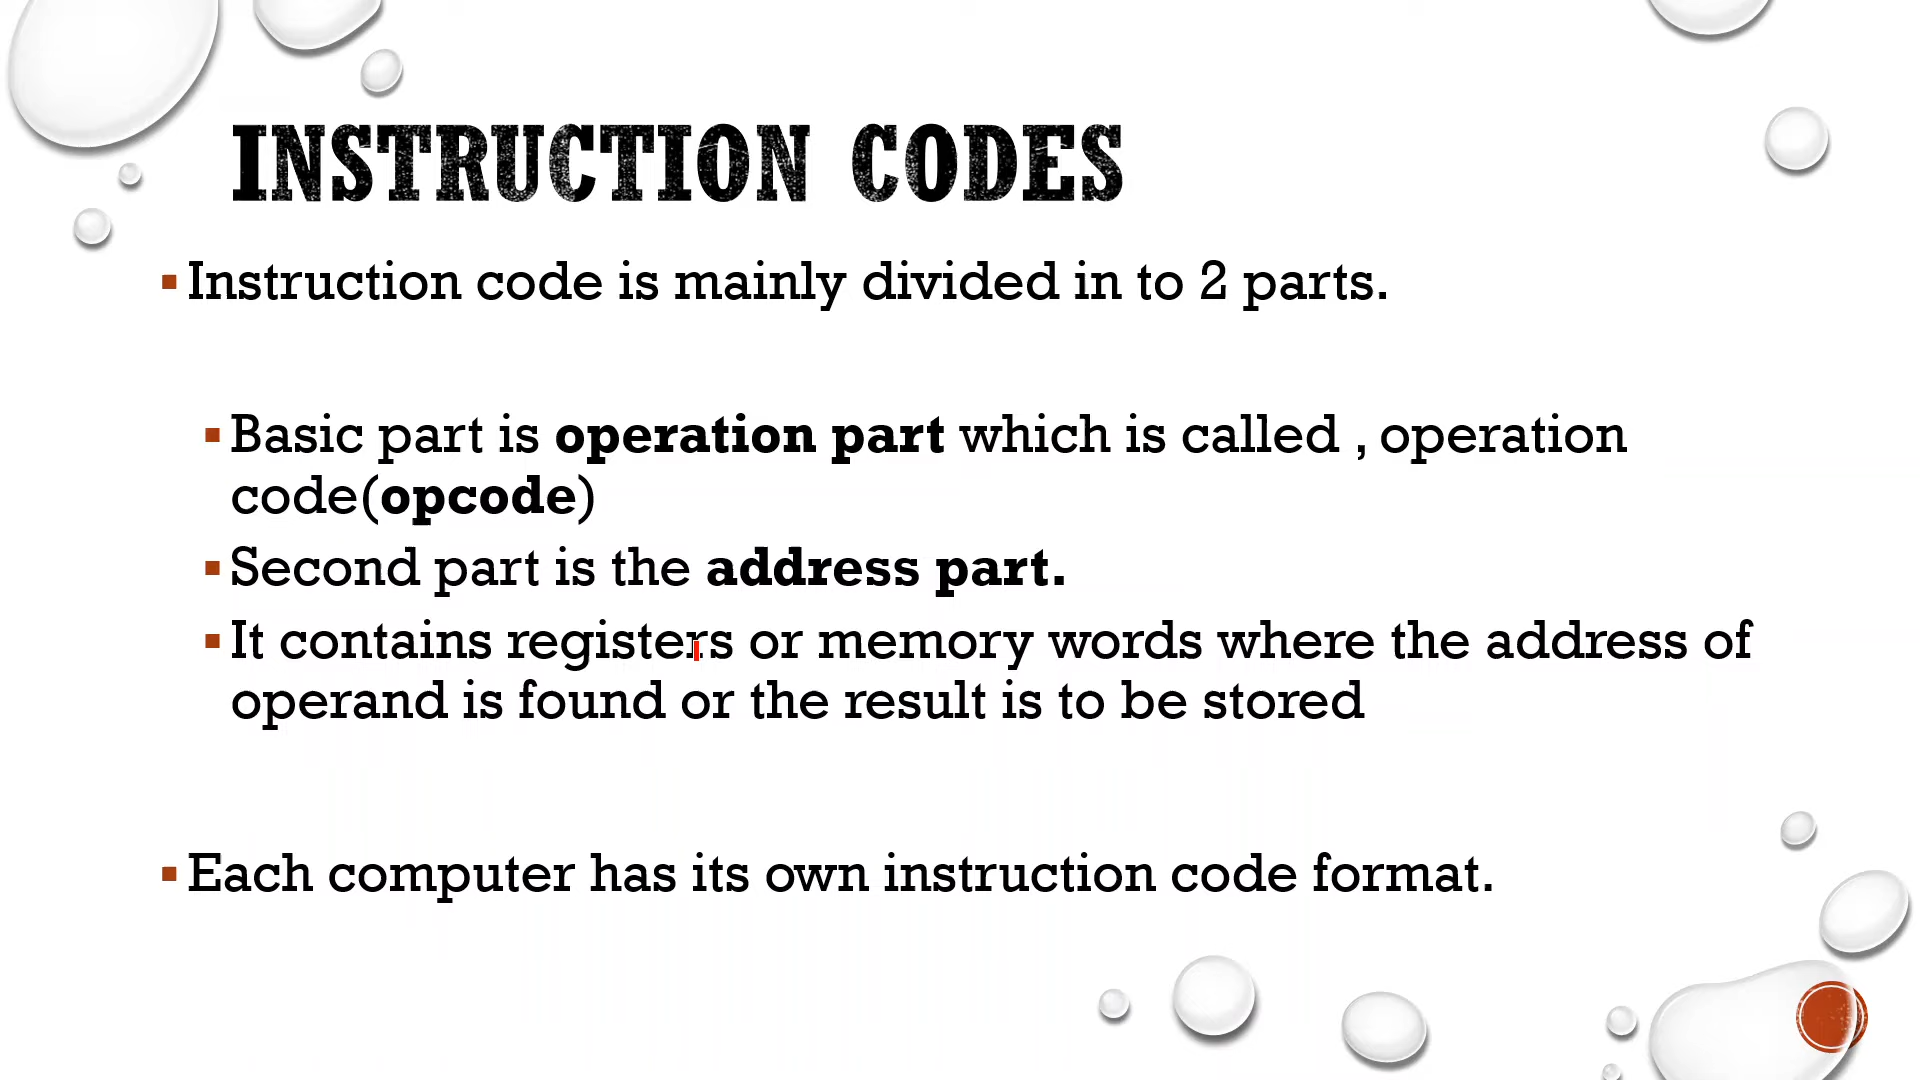 INSTRUCTION CODES
Instruction code is mainly divided in to 2 parts.
Basic part is operation part which is called , operation
code(opcode)
Second part is the address part.
It contains registers or memory words where the address of
operand is found or the result is to be stored
Each computer has its own instruction code format.